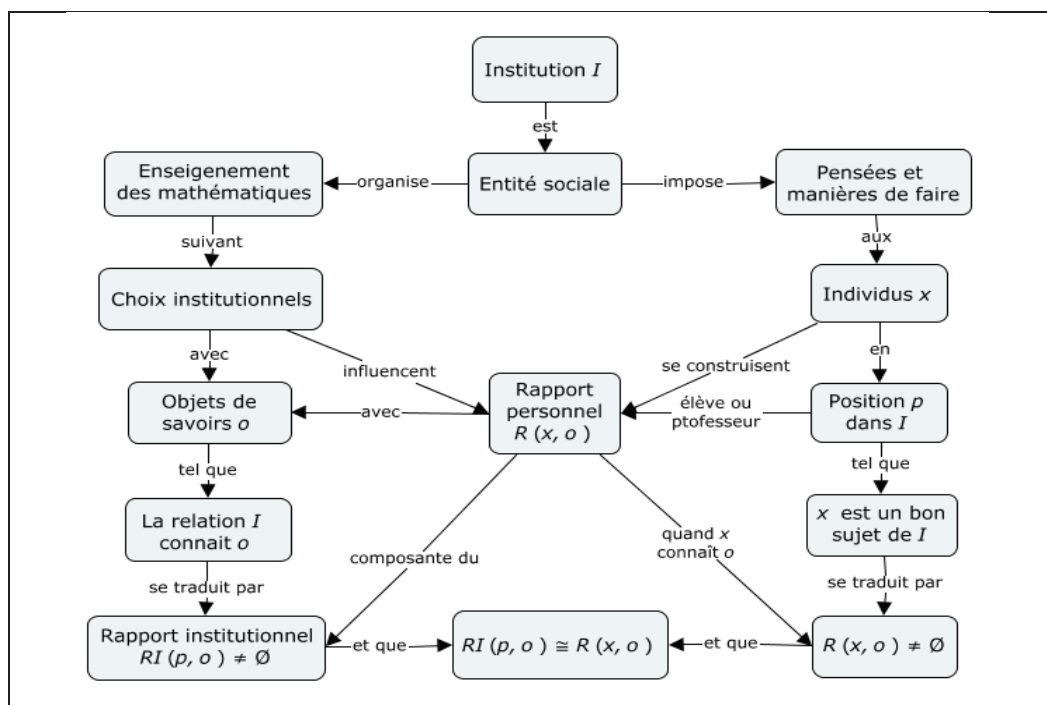 Institution I
est
Enseigenement
des mathématiques
organise
Entité sociale
impose
Pensées et
manières de faire
suivant
aux
Choix institutionnels
Individus x
avec
influencent
se construisent
en
Objets de
savoirs o
avec
Rapport
personnel
R (x, o )
élève ou
ptofesseur
Position p
dans I
tel que
tel que
La relation I
connait o
composante du
quand x
connaît o
x est un bon
sujet de I
se traduit par
se traduit par
Rapport institutionnel
RI (p, o ) ≠ Ø
et que
RI (p, o ) ≅ R (x, o )
et que
R (x, o ) ≠ Ø